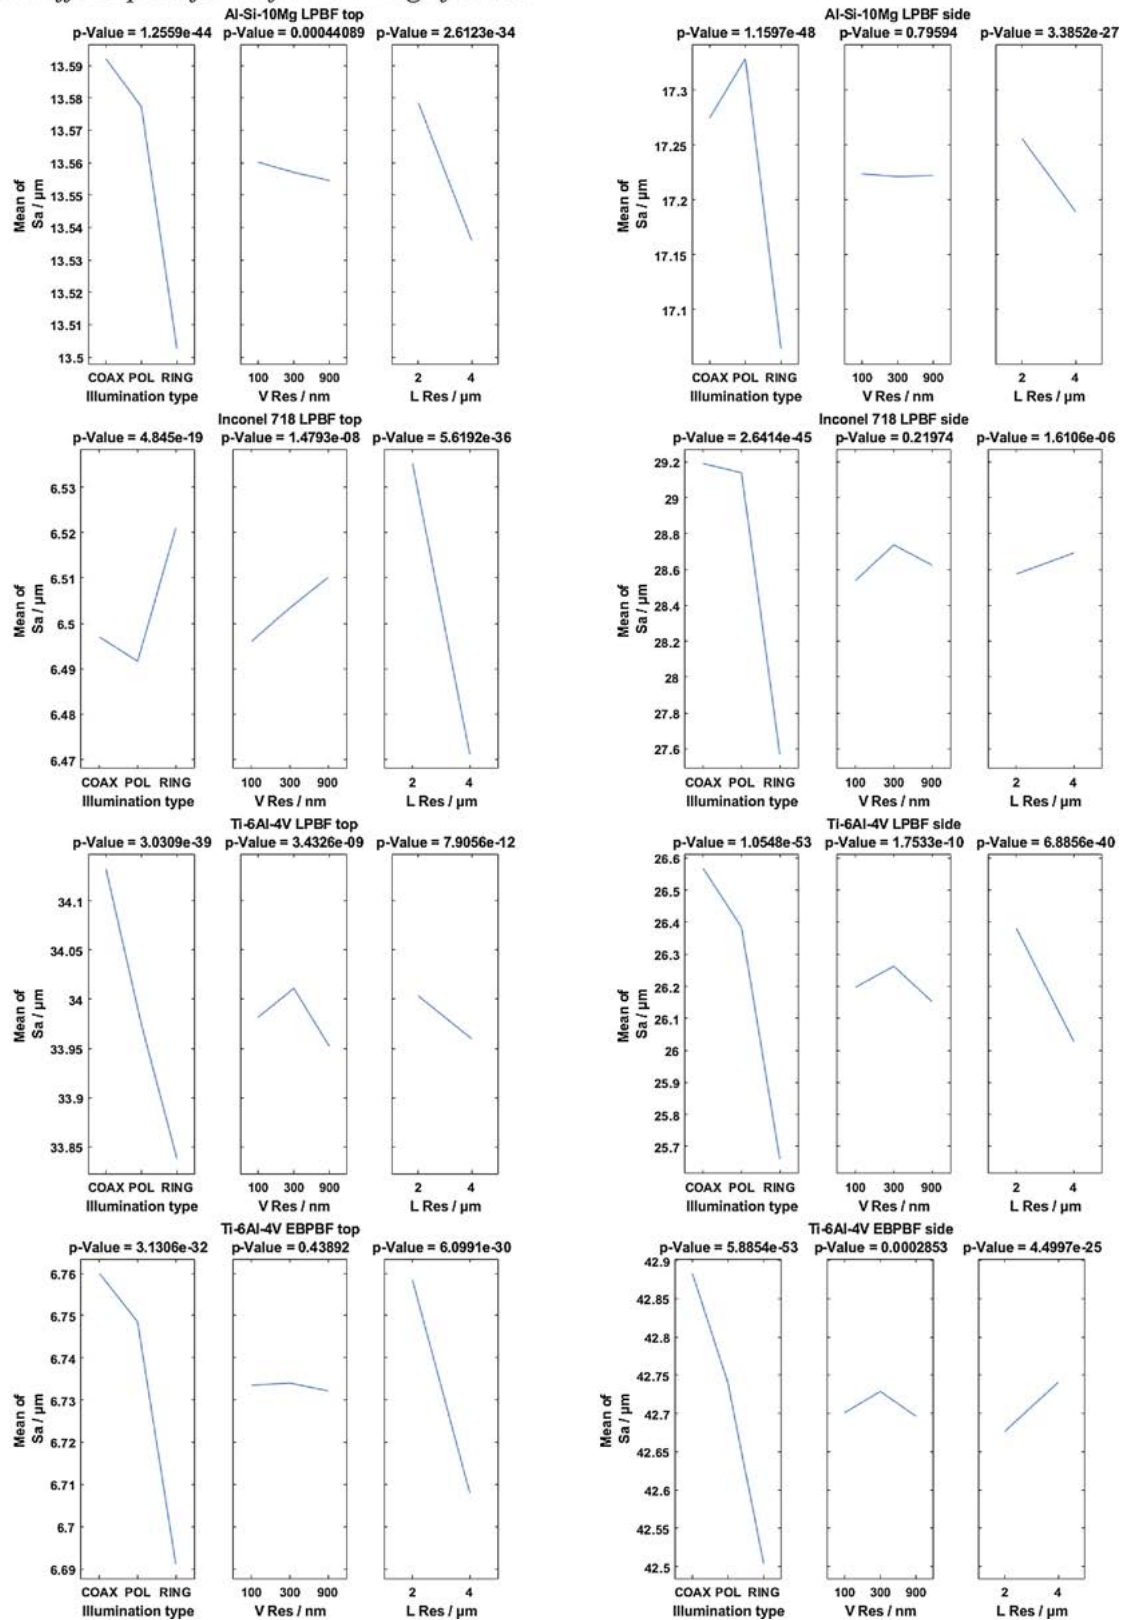 Al-Si-10Mg LPBF top
p-Value = 1.2559e-44 p-Value = 0.00044089 p-Value = 2.6123e-34
13.59
13.58
13.57
13.56
13.55
13.54
13.53
13.52
13.51
13.5
Mean of
Sa / µm
COAX POL RING 100 300 900 2 4
Illumination type V Res / nm L Res / µm
Al-Si-10Mg LPBF side
p-Value = 1.1597e-48 p-Value = 0.79594 p-Value = 3.3852e-27
17.3
17.25
17.2
17.15
17.1
Mean of
Sa / µm
COAX POL RING 100 300 900 2 4
Illumination type V Res / nm L Res / µm
Inconel 718 LPBF top
p-Value = 4.845e-19 p-Value = 1.4793e-08 p-Value = 5.6192e-36
6.53
6.52
6.51
6.5
6.49
6.48
6.47
Mean of
Sa / µm
COAX POL RING 100 300 900 2 4
Illumination type V Res / nm L Res / µm
Inconel 718 LPBF side
p-Value = 2.6414e-45 p-Value = 0.21974 p-Value = 1.6106e-06
29.2
29
28.8
28.6
28.4
28.2
28
27.8
27.6
Mean of
Sa / µm
COAX POL RING 100 300 900 2 4
Illumination type V Res / nm L Res / µm
Ti-6Al-4V LPBF top
p-Value = 3.0309e-39 p-Value = 3.4326e-09 p-Value = 7.9056e-12
34.1
34.05
34
33.95
33.9
33.85
Mean of
Sa / µm
COAX POL RING 100 300 900 2 4
Illumination type V Res / nm L Res / µm
Ti-6Al-4V LPBF side
p-Value = 1.0548e-53 p-Value = 1.7533e-10 p-Value = 6.8856e-40
26.6
26.5
26.4
26.3
26.2
26.1
26
25.9
25.8
25.7
Mean of
Sa / µm
COAX POL RING 100 300 900 2 4
Illumination type V Res / nm L Res / µm
Ti-6Al-4V EBPBF top
p-Value = 3.1306e-32 p-Value = 0.43892 p-Value = 6.0991e-30
6.76
6.75
6.74
6.73
6.72
6.71
6.7
6.69
Mean of
Sa / µm
COAX POL RING 100 300 900 2 4
Illumination type V Res / nm L Res / µm
Ti-6Al-4V EBPBF side
p-Value = 5.8854e-53 p-Value = 0.0002853 p-Value = 4.4997e-25
42.9
42.85
42.8
42.75
42.7
42.65
42.6
42.55
42.5
Mean of
Sa / µm
COAX POL RING 100 300 900 2 4
Illumination type V Res / nm L Res / µm